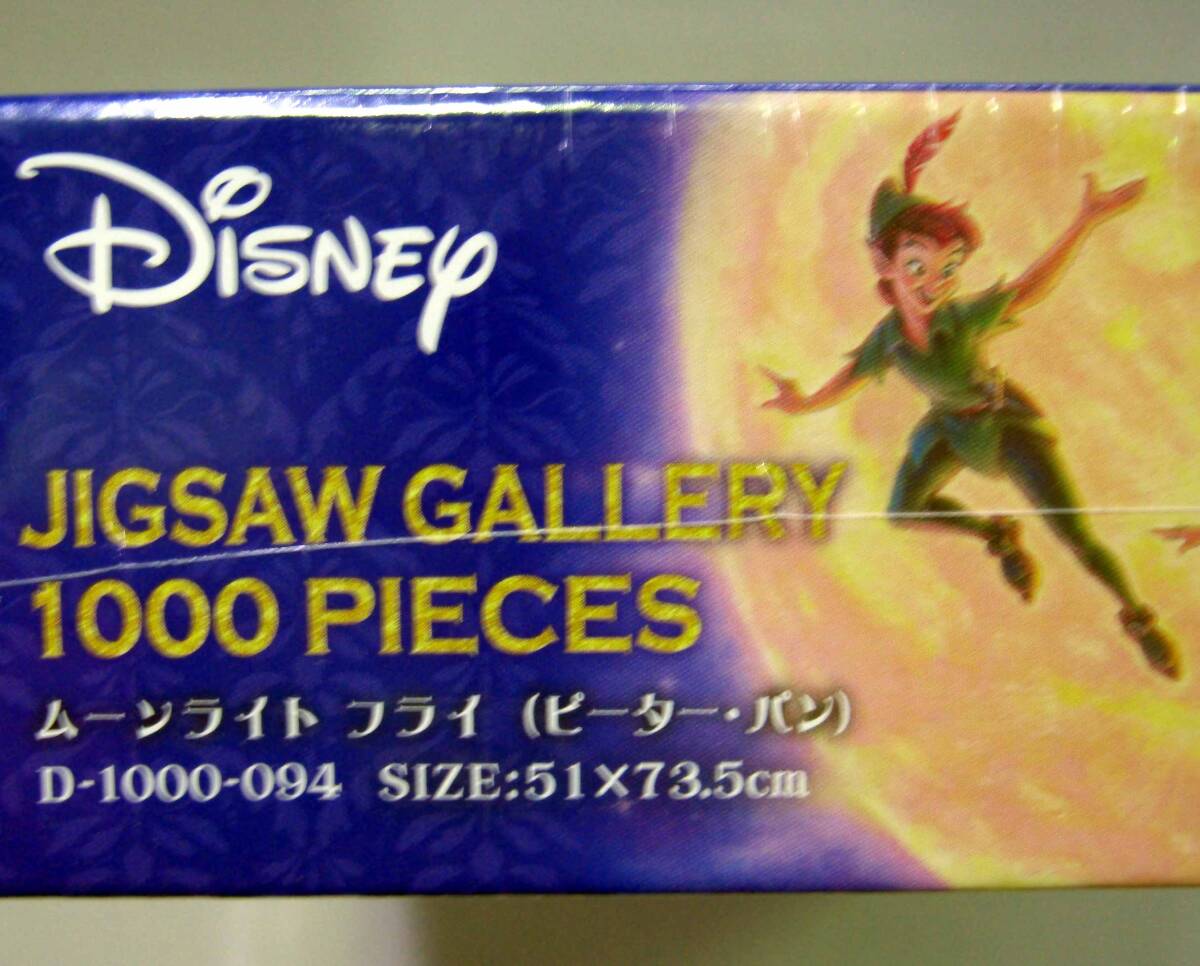 Disney
JIGSAW GALLERY
1000 PIECES
ムーンライト フライ (ピーター・パン)
D-1000-094 SIZE:51×73.5cm